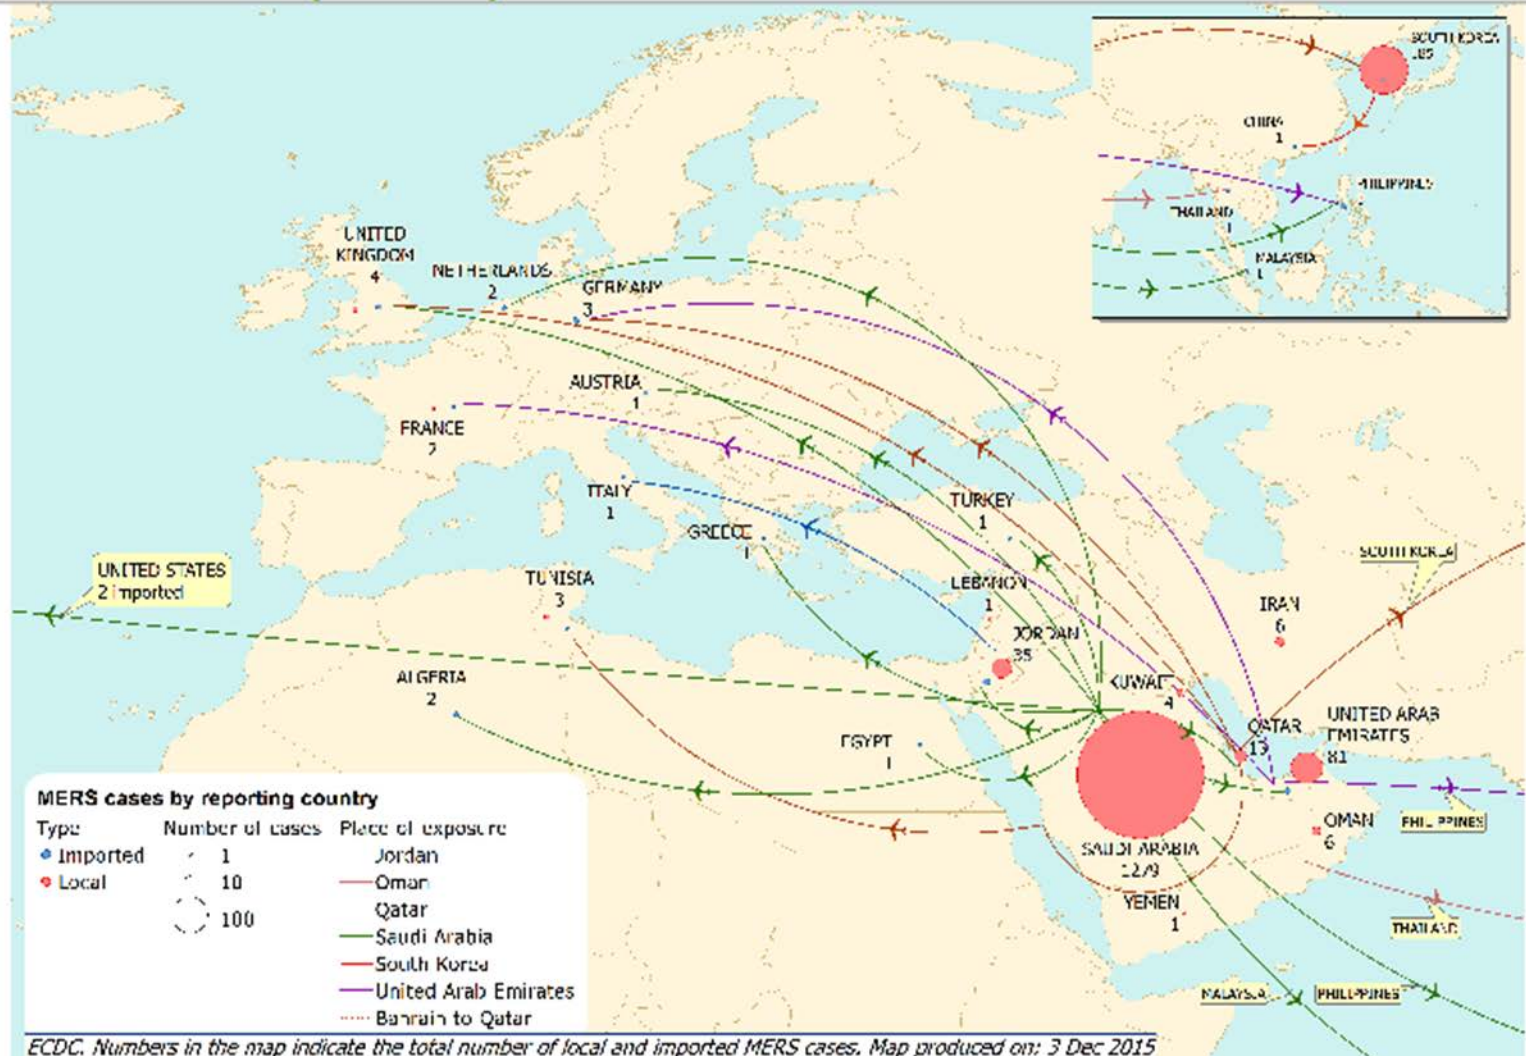 SOUTH KOREA
185
CHINA
1
PHILIPPINES
THAILAND
1
MALAYSIA
1
UNITED
KINGDOM
4
NETHERLANDS
2
GERMANY
3
AUSTRIA
1
FRANCE
2
ITALY
1
GREECE
1
TURKEY
1
SOUTH KOREA
UNITED STATES
2 imported
TUNISIA
3
LEBANON
1
IRAN
6
JORDAN
35
ALGERIA
2
KUWAIT
4
EGYPT
1
QATAR
13
UNITED ARAB
EMIRATES
81
PHILIPPINES
OMAN
6
SAUDI ARABIA
1279
YEMEN
1
THAILAND
MALAYSIA
PHILIPPINES
MERS cases by reporting country
Type Number of cases Place of exposure
Imported 1 Jordan
Local 10 Oman
100 Qatar
Saudi Arabia
South Korea
United Arab Emirates
Bahrain to Qatar
ECDC. Numbers in the map indicate the total number of local and imported MERS cases. Map produced on: 3 Dec 2015